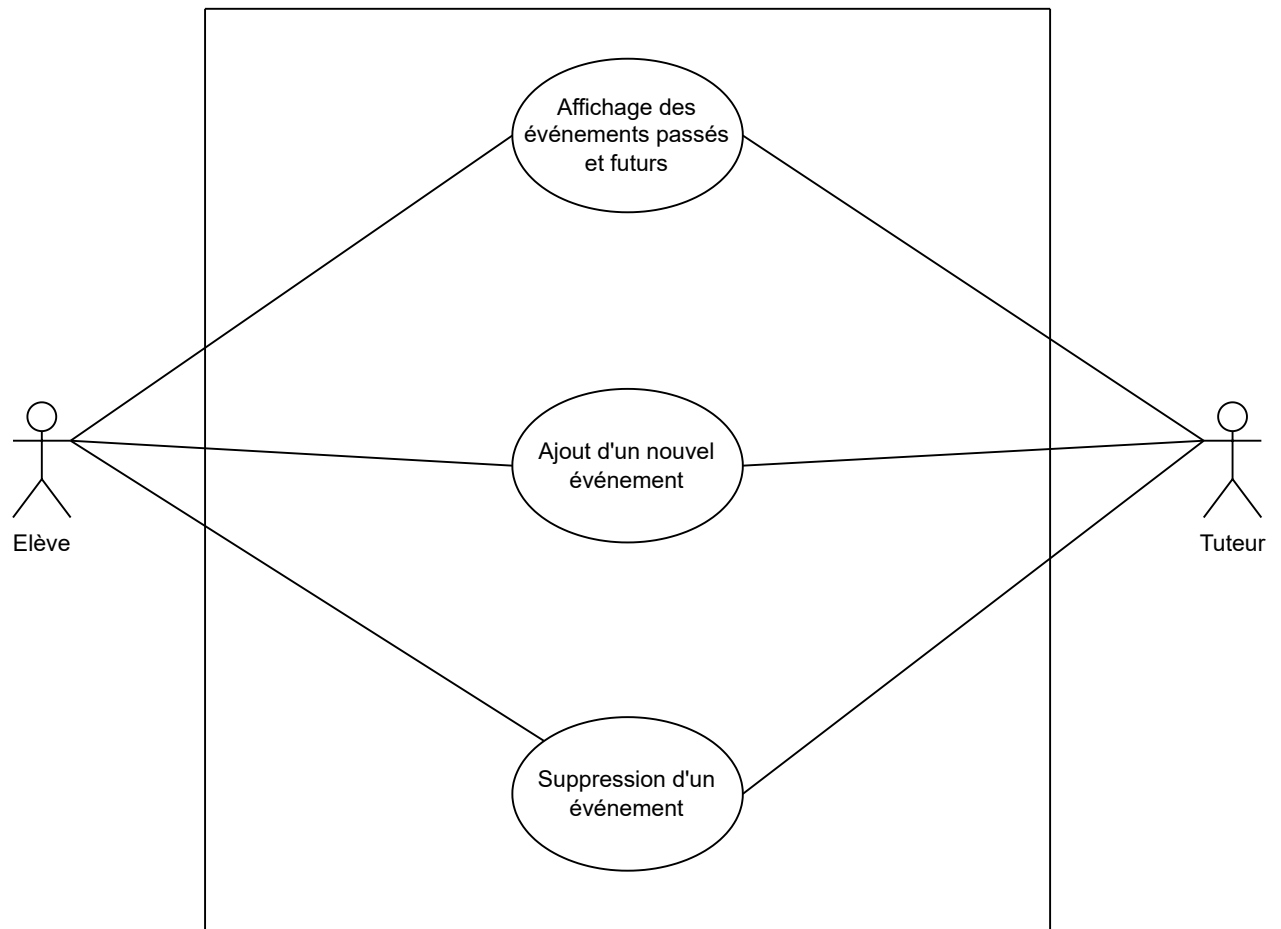 Affichage des
événements passés
et futurs
Ajout d'un nouvel
événement
Elève
Tuteur
Suppression d'un
événement